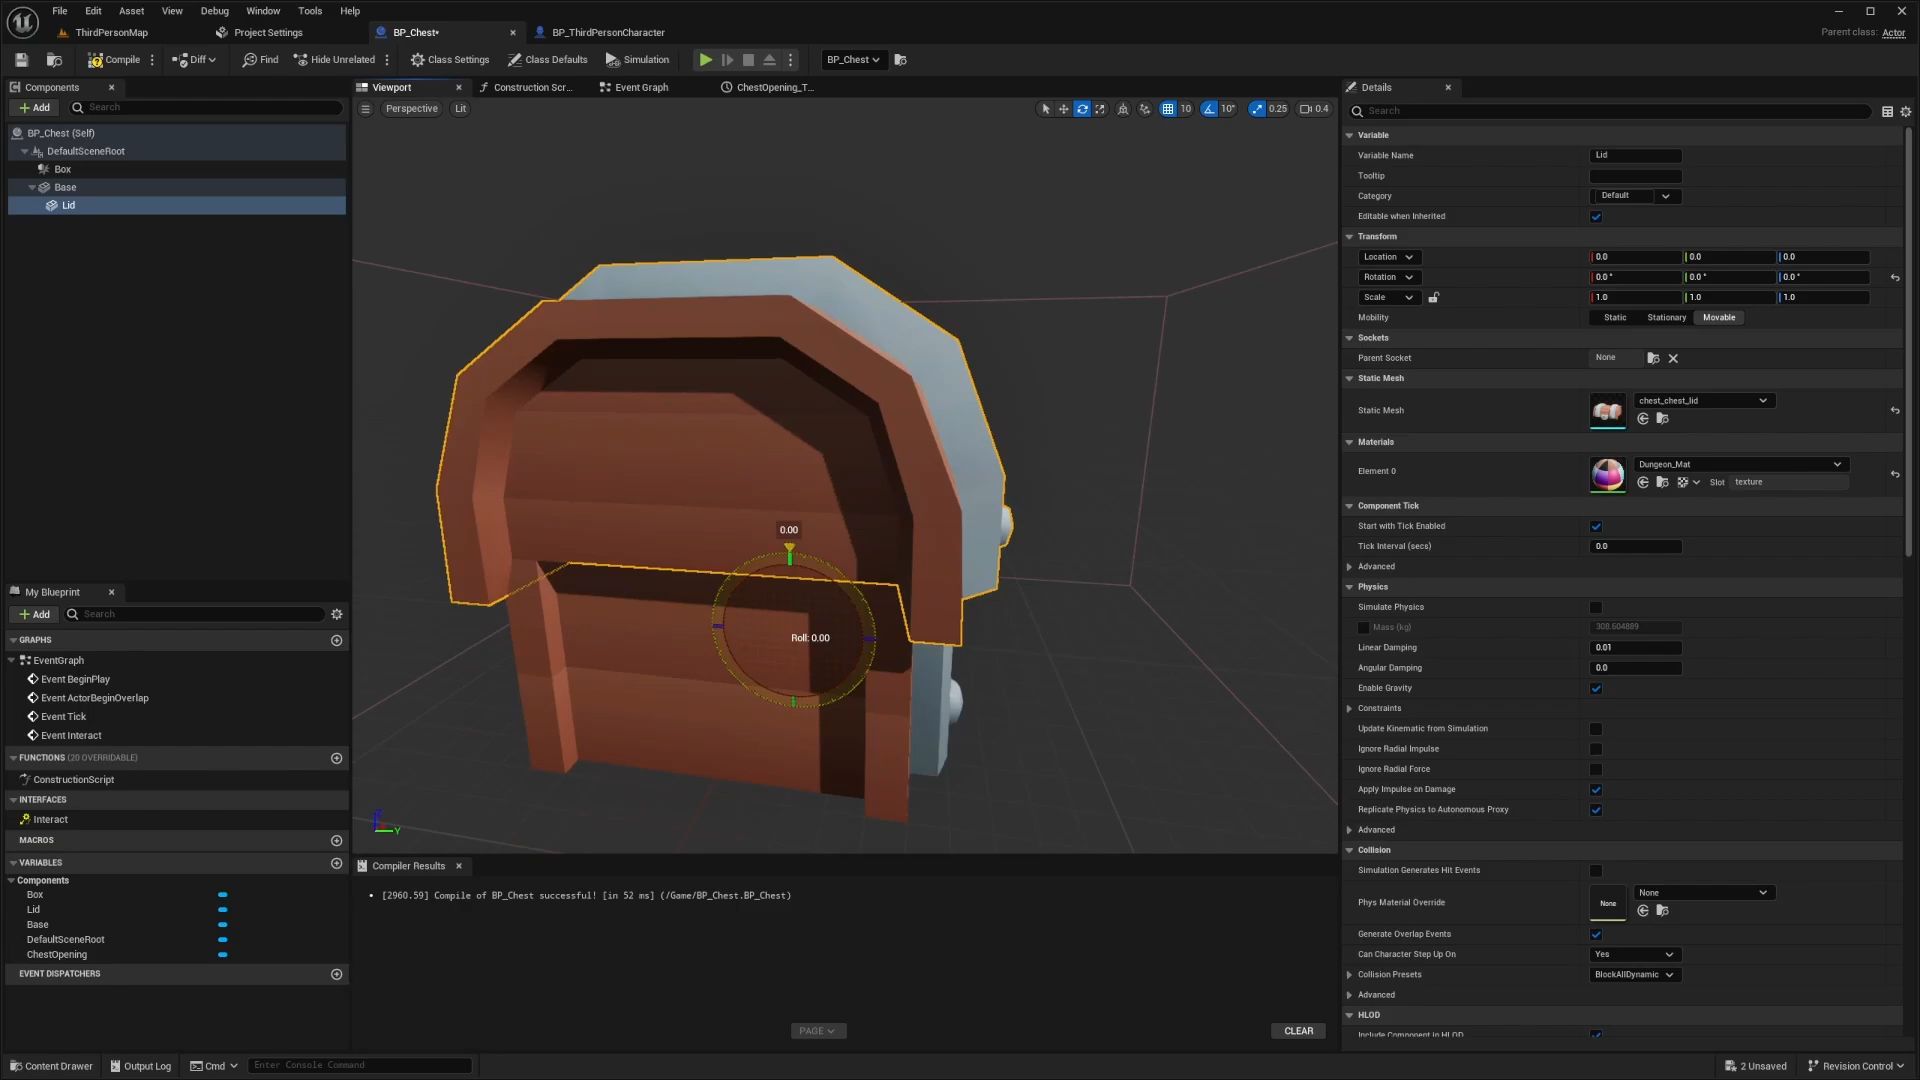 File Edit Asset View Debug Window Tools Help
ThirdPersonMap Project Settings BP_Chest• BP_ThirdPersonCharacter Parent class: Actor
Compile Diff Find Hide Unrelated Class Settings Class Defaults Simulation BP_Chest
Components
Add Search
BP_Chest (Self)
DefaultSceneRoot
Box
Base
Lid
Viewport Construction Scr... Event Graph ChestOpening_T...
Perspective Lit 10 10° 0.25 0.4
0.00
Roll: 0.00
Y
My Blueprint
Add Search
GRAPHS
EventGraph
Event BeginPlay
Event ActorBeginOverlap
Event Tick
Event Interact
FUNCTIONS (20 OVERRIDABLE)
ConstructionScript
INTERFACES
Interact
MACROS
VARIABLES
Components
Box
Lid
Base
DefaultSceneRoot
ChestOpening
EVENT DISPATCHERS
Compiler Results
• [2960.59] Compile of BP_Chest successful! [in 52 ms] (/Game/BP_Chest.BP_Chest)
PAGE CLEAR
Details
Search
Variable
Variable Name Lid
Tooltip
Category Default
Editable when Inherited
Transform
Location 0.0 0.0 0.0
Rotation 0.0 ° 0.0 ° 0.0 °
Scale 1.0 1.0 1.0
Mobility Static Stationary Movable
Sockets
Parent Socket None
Static Mesh
Static Mesh chest_chest_lid
Materials
Element 0 Dungeon_Mat
Slot texture
Component Tick
Start with Tick Enabled
Tick Interval (secs) 0.0
Advanced
Physics
Simulate Physics
Mass (kg) 308.604889
Linear Damping 0.01
Angular Damping 0.0
Enable Gravity
Constraints
Update Kinematic from Simulation
Ignore Radial Impulse
Ignore Radial Force
Apply Impulse on Damage
Replicate Physics to Autonomous Proxy
Advanced
Collision
Simulation Generates Hit Events
Phys Material Override None None
Generate Overlap Events
Can Character Step Up On Yes
Collision Presets BlockAllDynamic
Advanced
HLOD
Include Component in HLOD
Content Drawer Output Log Cmd Enter Console Command 2 Unsaved Revision Control